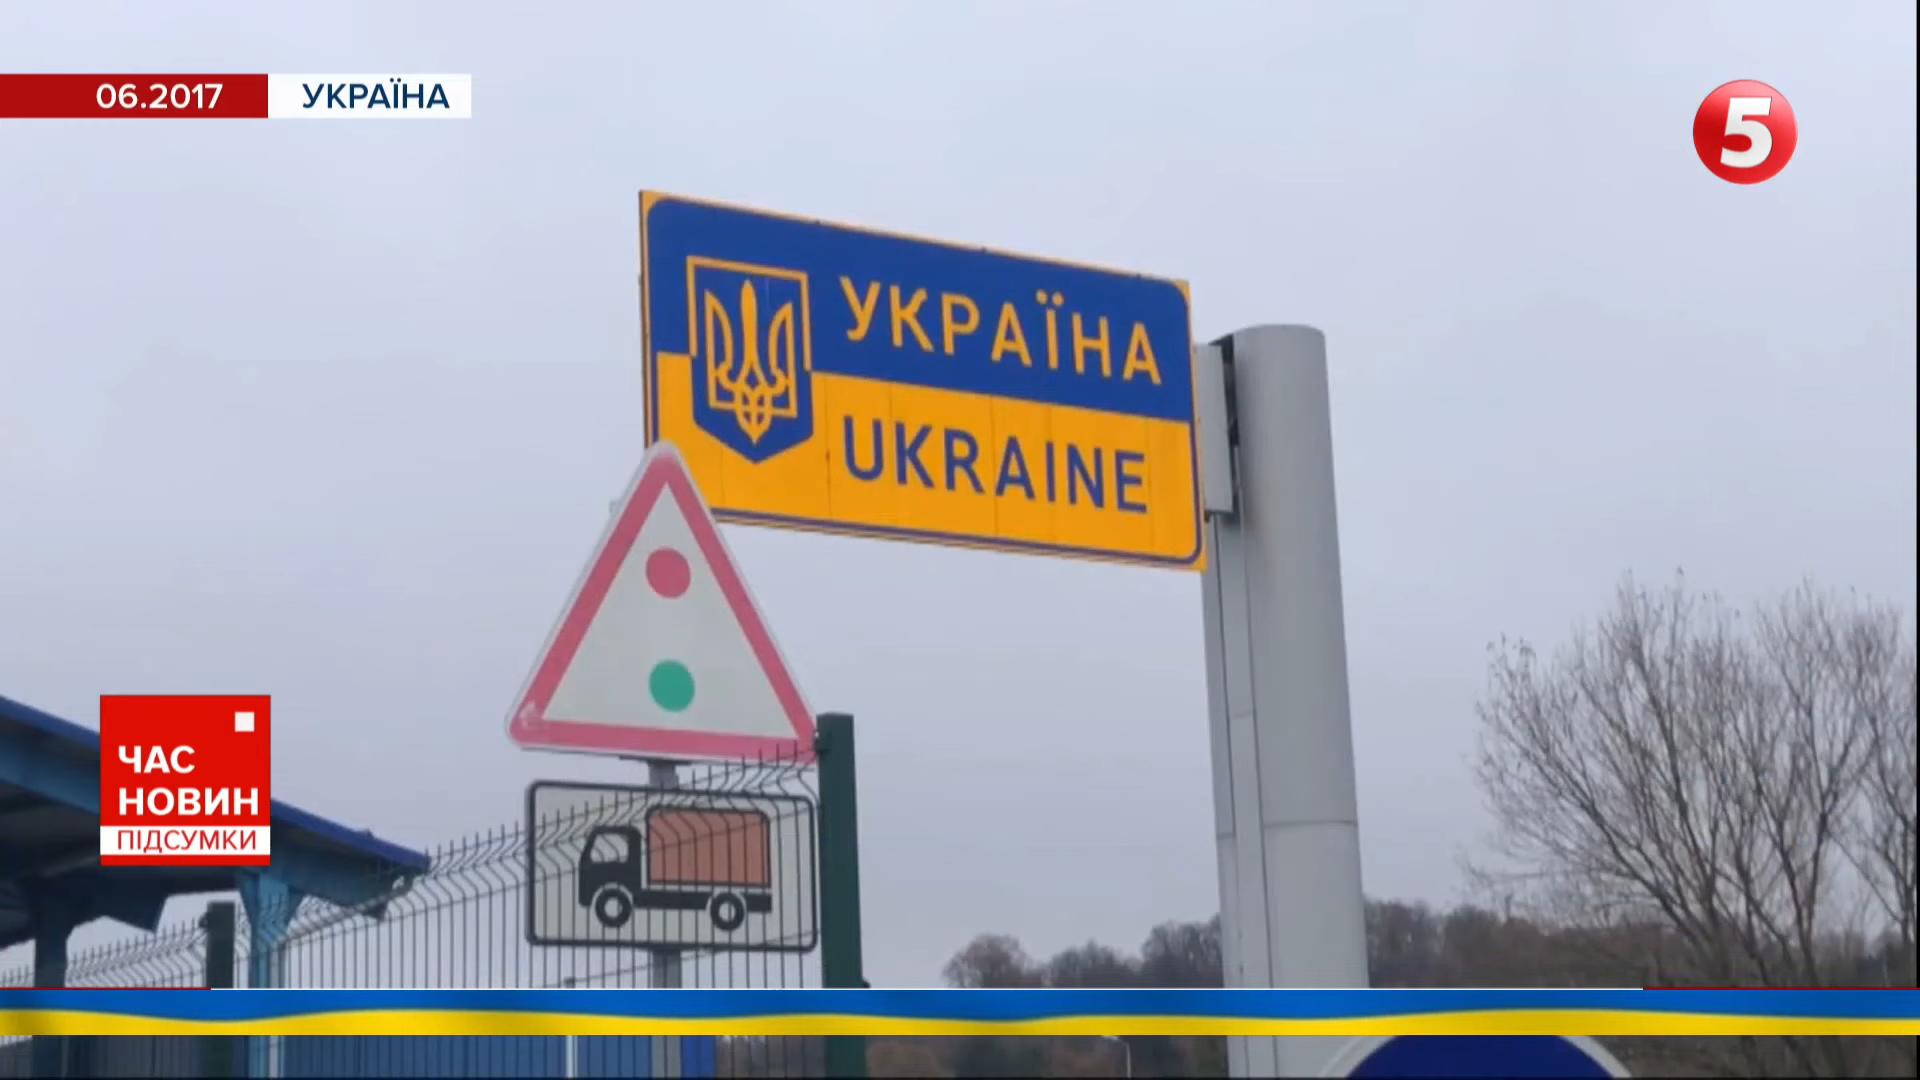 06.2017 УКРАЇНА
5
УКРАЇНА
UKRAINE
ЧАС
НОВИН
ПІДСУМКИ